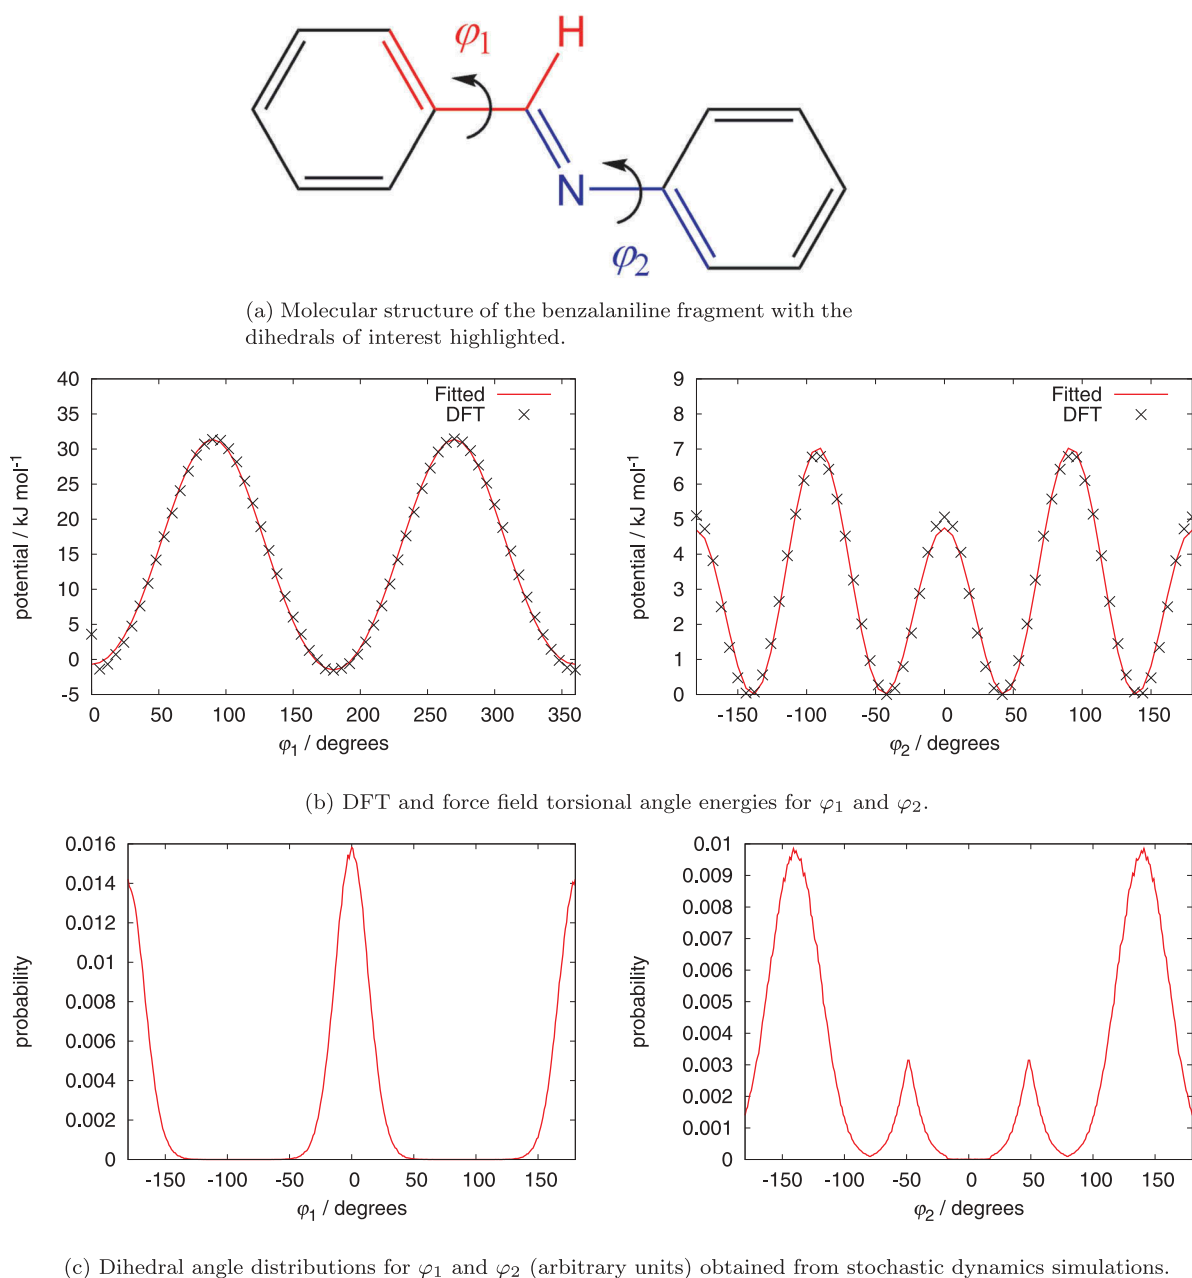 φ1
H
N
φ2
(a) Molecular structure of the benzalaniline fragment with the
dihedrals of interest highlighted.
40
35
30
25
20
15
10
5
0
-5
potential / kJ mol-1
Fitted
DFT
0 50 100 150 200 250 300 350
φ1 / degrees
9
8
7
6
5
4
3
2
1
0
potential / kJ mol-1
Fitted
DFT
-150 -100 -50 0 50 100 150
φ2 / degrees
(b) DFT and force field torsional angle energies for φ1 and φ2.
0.016
0.014
0.012
0.01
0.008
0.006
0.004
0.002
0
probability
-150 -100 -50 0 50 100 150
φ1 / degrees
0.01
0.009
0.008
0.007
0.006
0.005
0.004
0.003
0.002
0.001
0
probability
-150 -100 -50 0 50 100 150
φ2 / degrees
(c) Dihedral angle distributions for φ1 and φ2 (arbitrary units) obtained from stochastic dynamics simulations.